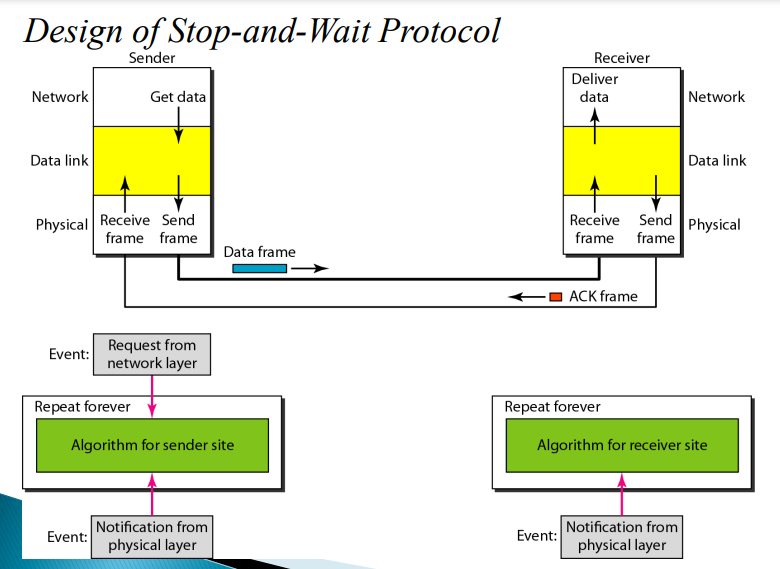 Design of Stop-and-Wait Protocol
Sender
Receiver
Network
Get data
Deliver
data
Network
Data link
Data link
Physical
Receive
frame
Send
frame
Receive
frame
Send
frame
Physical
Data frame
ACK frame
Event:
Request from
network layer
Repeat forever
Algorithm for sender site
Repeat forever
Algorithm for receiver site
Event:
Notification from
physical layer
Event:
Notification from
physical layer